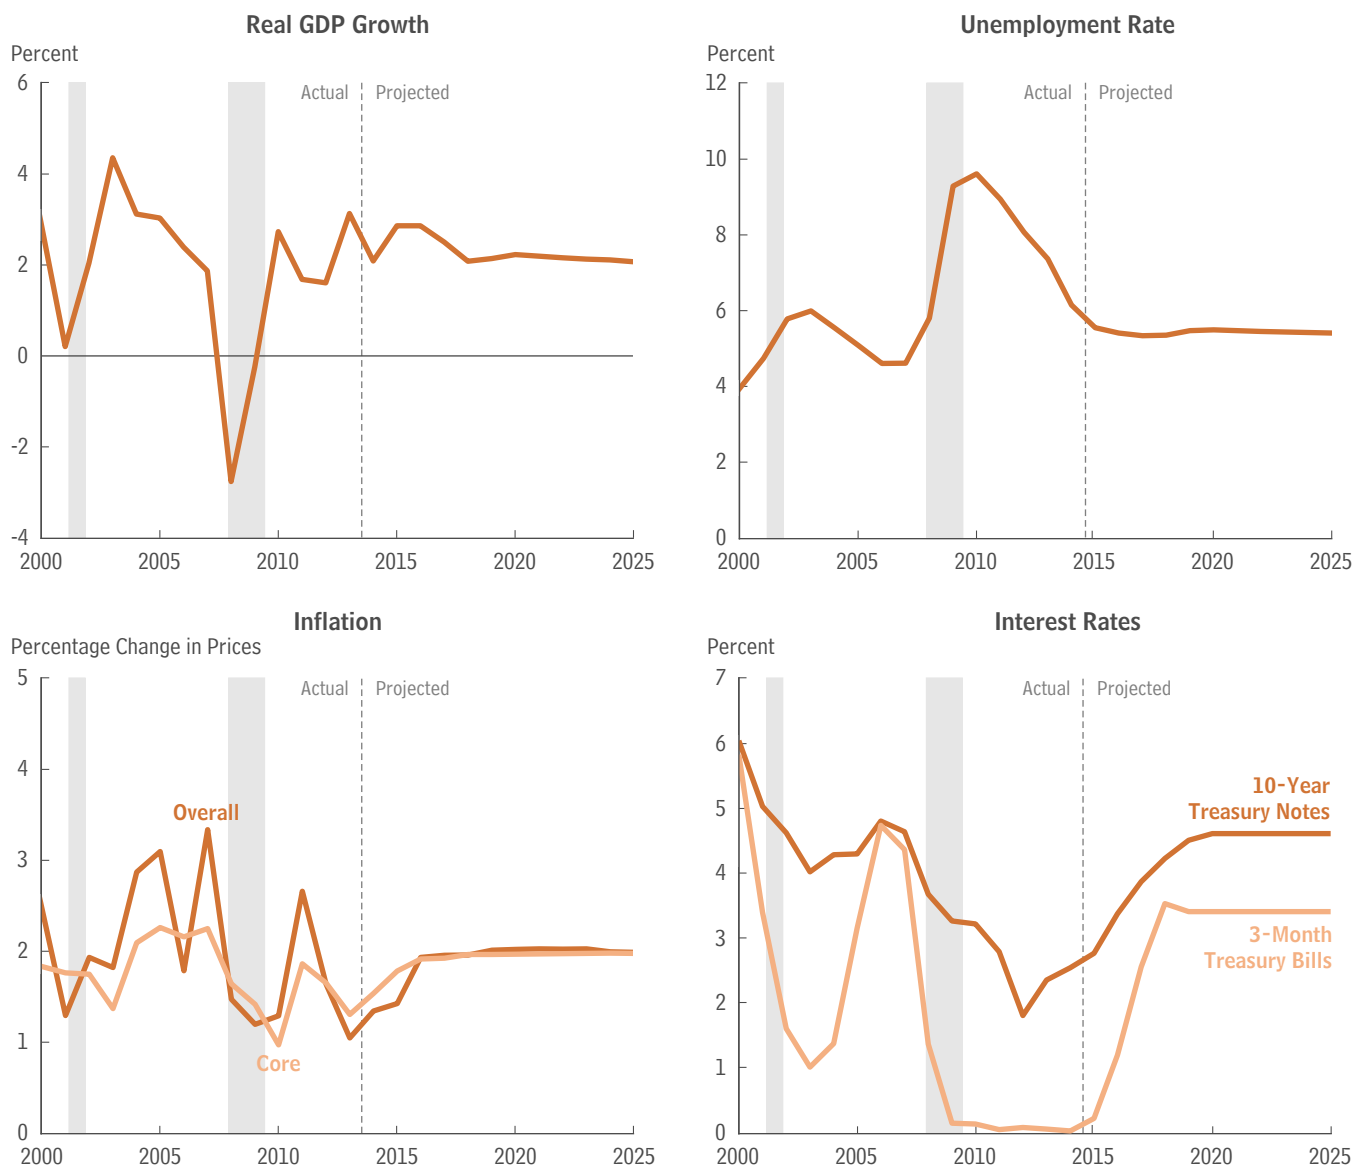 Real GDP Growth
Percent
6
Actual Projected
4
2
0
-2
-4
2000 2005 2010 2015 2020 2025
Unemployment Rate
Percent
12
Actual Projected
10
8
6
4
2
0
2000 2005 2010 2015 2020 2025
Inflation
Percentage Change in Prices
5
Actual Projected
4
Overall
3
2
1
Core
0
2000 2005 2010 2015 2020 2025
Interest Rates
Percent
7
Actual Projected
6
10-Year
Treasury Notes
5
4
3
3-Month
Treasury Bills
2
1
0
2000 2005 2010 2015 2020 2025